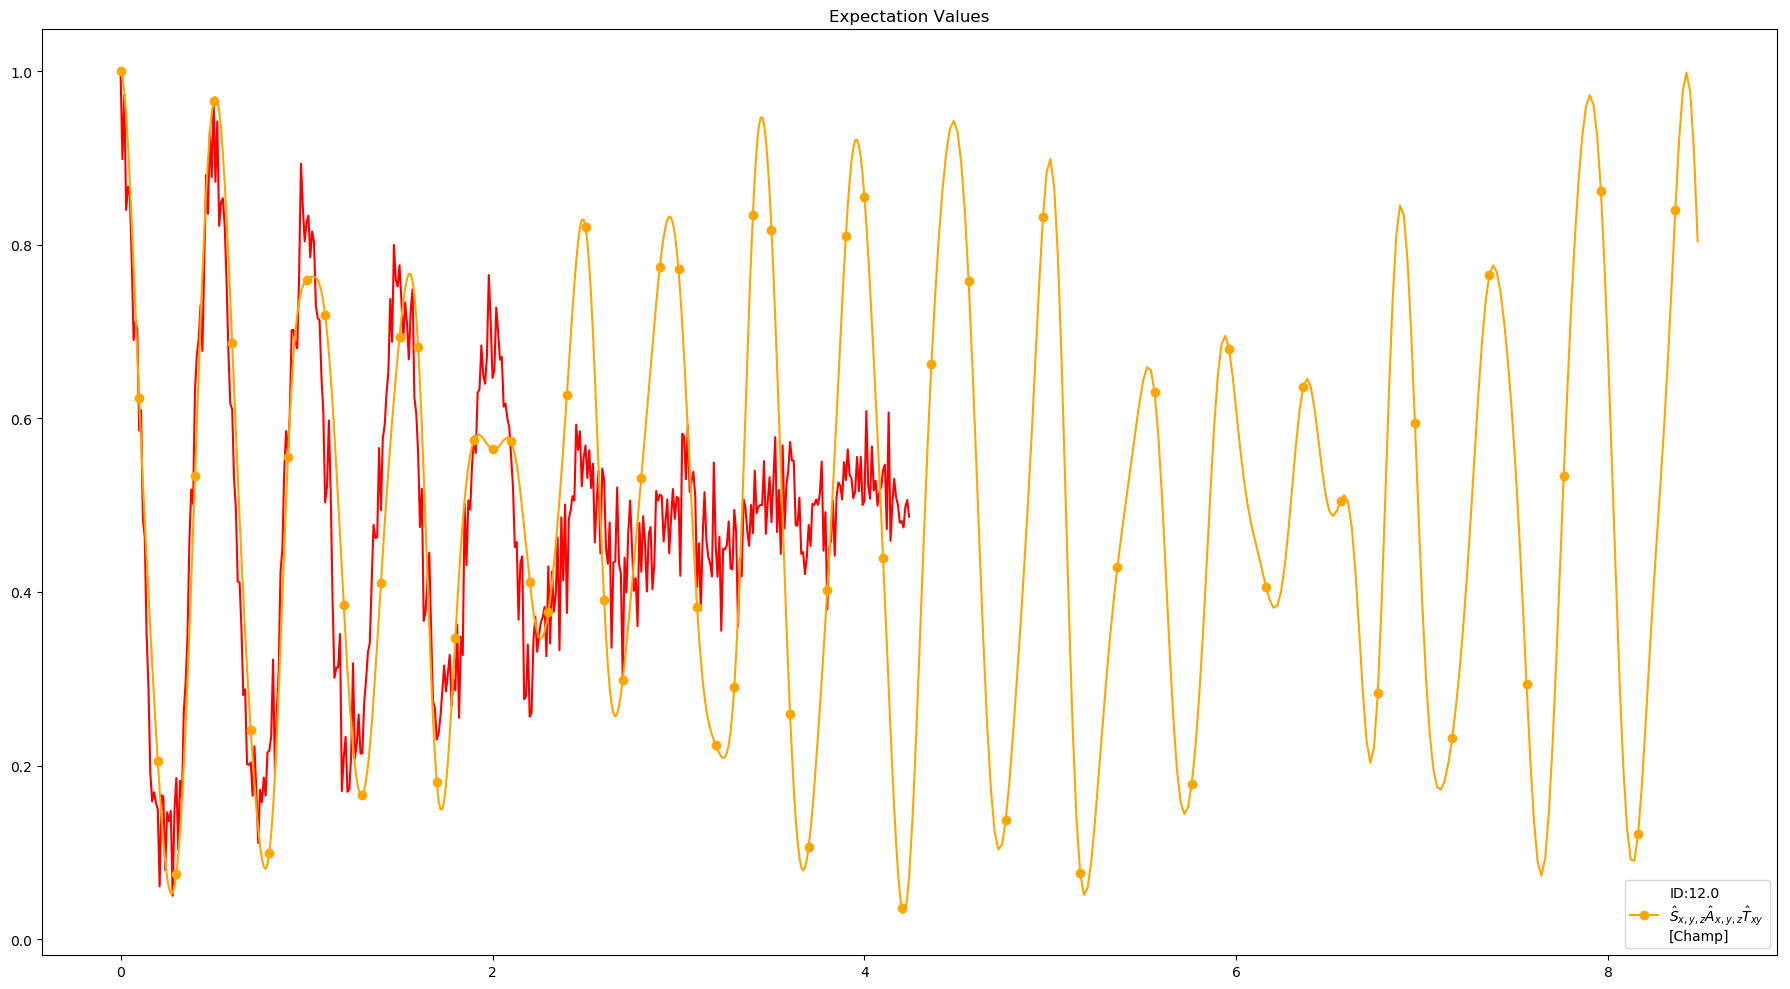 Expectation Values
1.0
0.8
0.6
0.4
0.2
0.0
0 2 4 6 8
ID:12.0
$\hat{S}_{x,y,z}\hat{A}_{x,y,z}\hat{T}_{xy}$
[Champ]